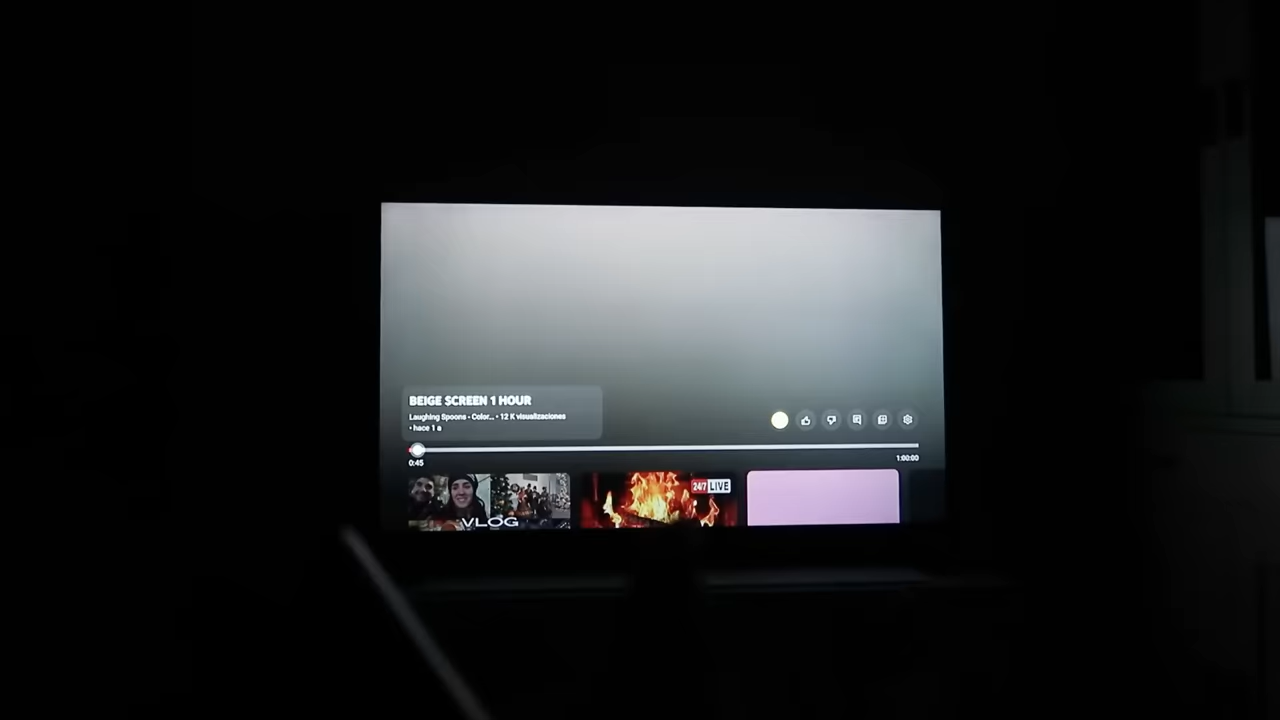 BEIGE SCREEN 1 HOUR
Laughing Spoons - Color... • 12 K visualizaciones
• hace 1 a
0:45
1:00:00
24/7 LIVE
VLOG